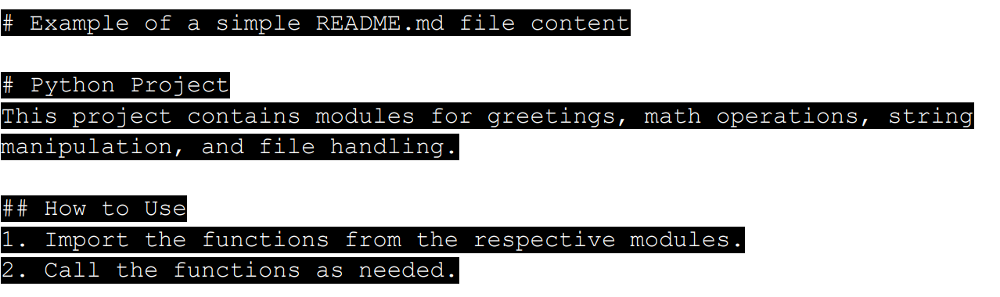 # Example of a simple README.md file content
# Python Project
This project contains modules for greetings, math operations, string
manipulation, and file handling.
## How to Use
1. Import the functions from the respective modules.
2. Call the functions as needed.